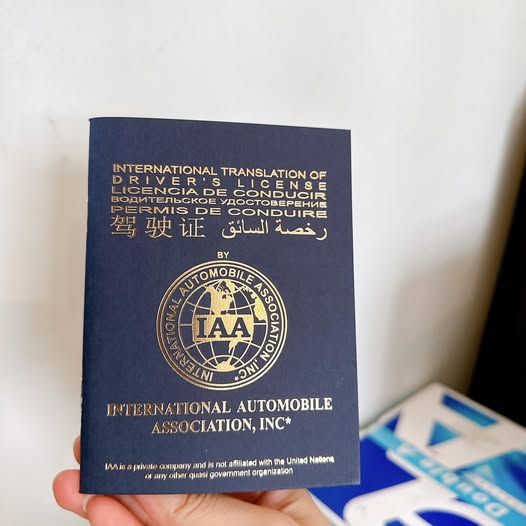 INTERNATIONAL TRANSLATION OF
DRIVER'S LICENSE
LICENCIA DE CONDUCIR
ВОДИТЕЛЬСКОЕ УДОСТОВЕРЕНИЕ
PERMIS DE CONDUIRE
驾驶证 رخصة السائق
BY
INTERNATIONAL AUTOMOBILE ASSOCIATION INC*
IAA
INTERNATIONAL AUTOMOBILE
ASSOCIATION, INC*
IAA is a private company and is not affiliated with the United Nations
or any other quasi government organization
Double A